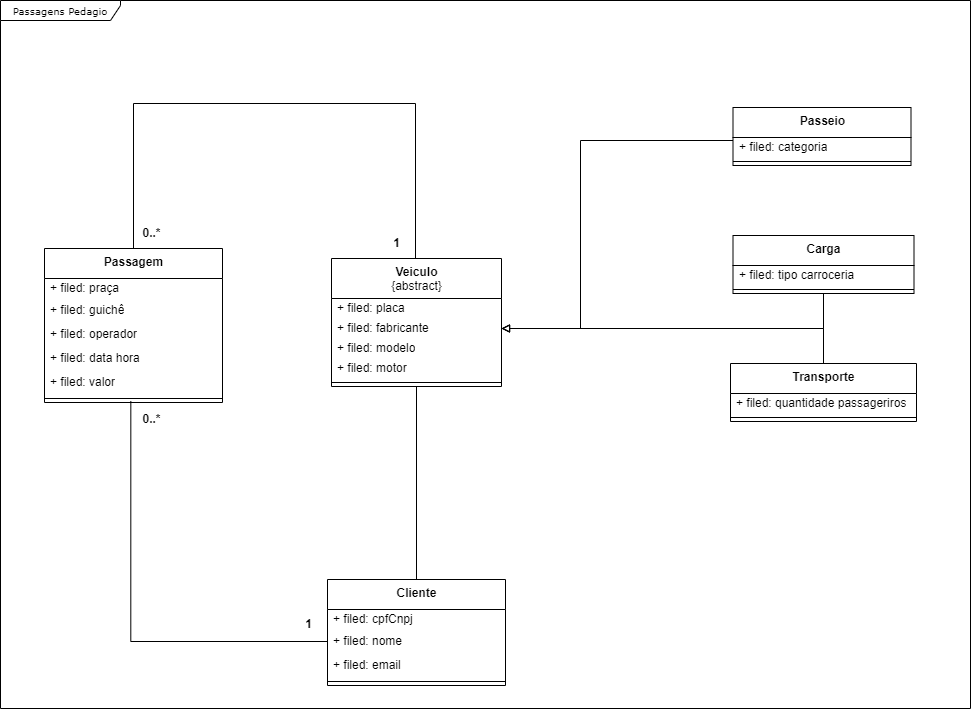 Passagens Pedagio
Passeio
+ filed: categoria
0..*
1
Passagem
+ filed: praça
+ filed: guichê
+ filed: operador
+ filed: data hora
+ filed: valor
0..*
Veiculo
{abstract}
+ filed: placa
+ filed: fabricante
+ filed: modelo
+ filed: motor
Carga
+ filed: tipo carroceria
Transporte
+ filed: quantidade passageriros
1
Cliente
+ filed: cpfCnpj
+ filed: nome
+ filed: email